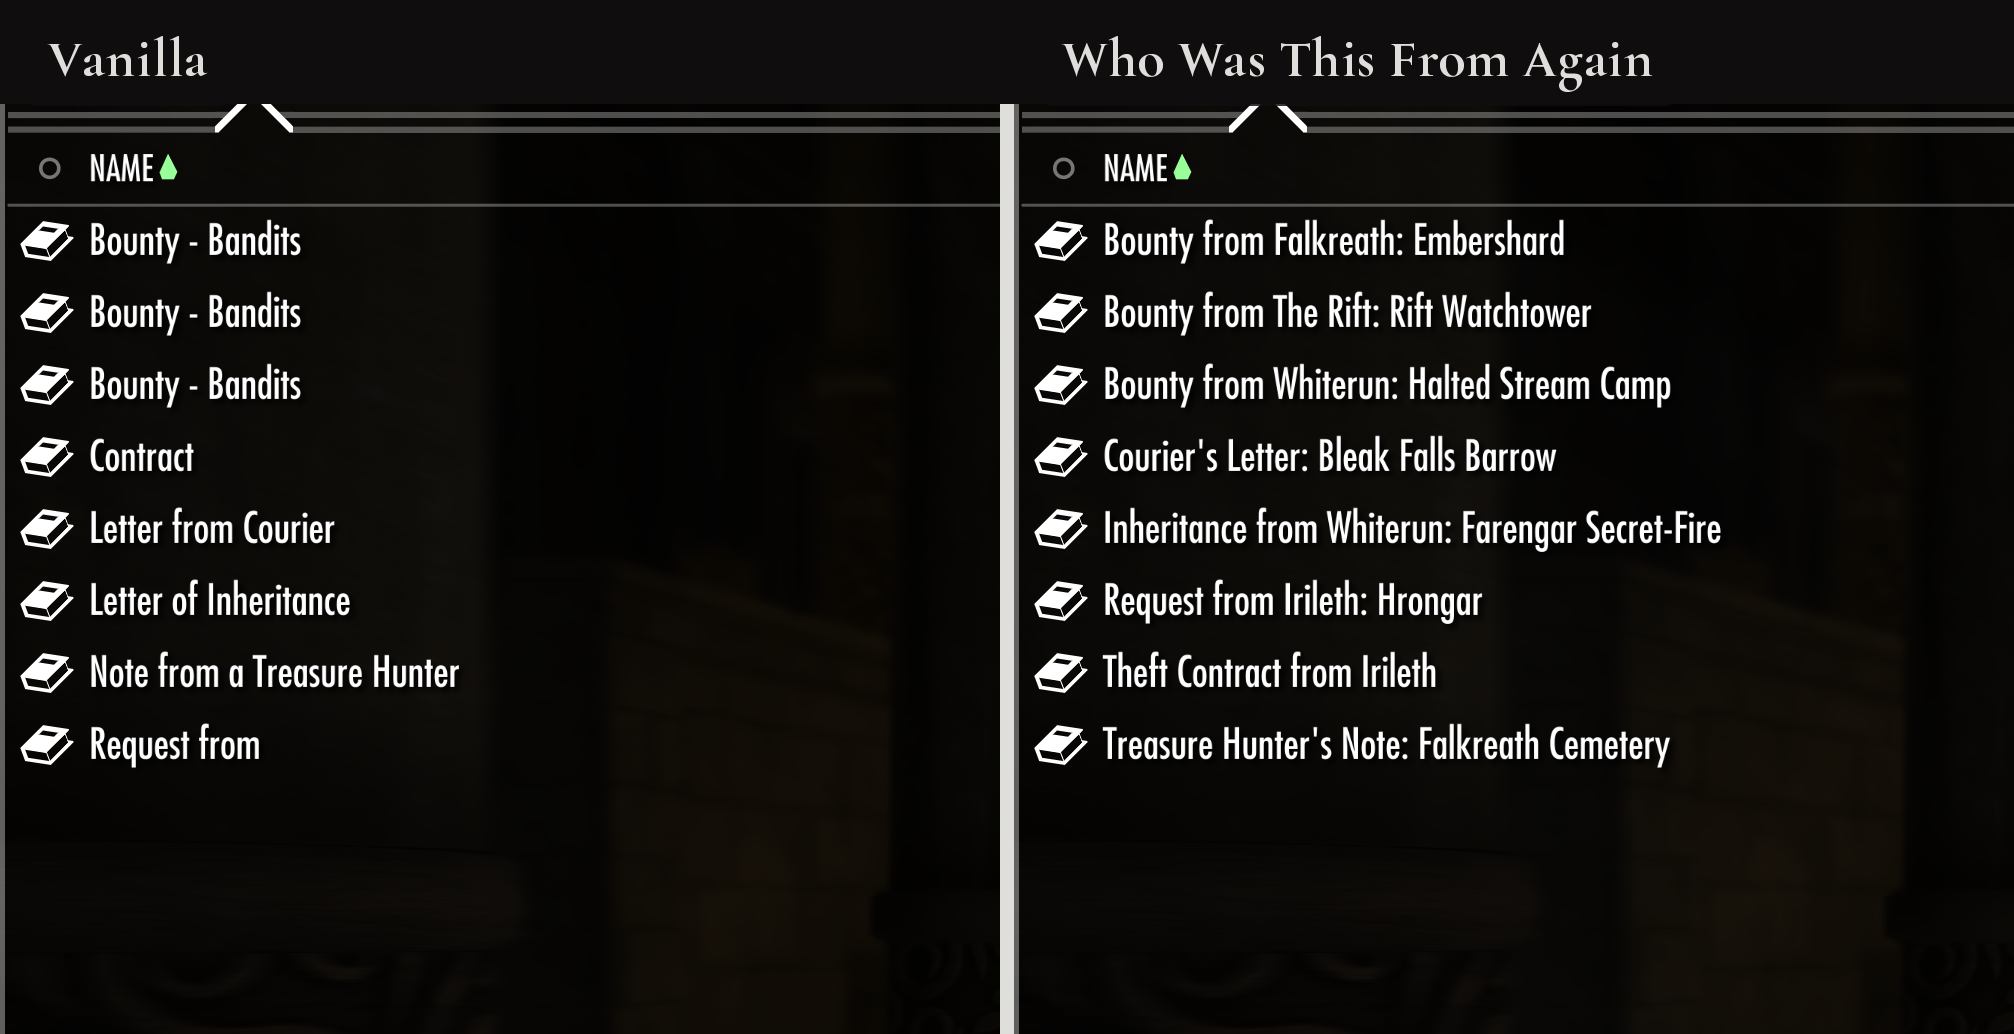 Vanilla
NAME
Bounty - Bandits
Bounty - Bandits
Bounty - Bandits
Contract
Letter from Courier
Letter of Inheritance
Note from a Treasure Hunter
Request from
Who Was This From Again
NAME
Bounty from Falkreath: Embershard
Bounty from The Rift: Rift Watchtower
Bounty from Whiterun: Halted Stream Camp
Courier's Letter: Bleak Falls Barrow
Inheritance from Whiterun: Farengar Secret-Fire
Request from Irileth: Hrongar
Theft Contract from Irileth
Treasure Hunter's Note: Falkreath Cemetery